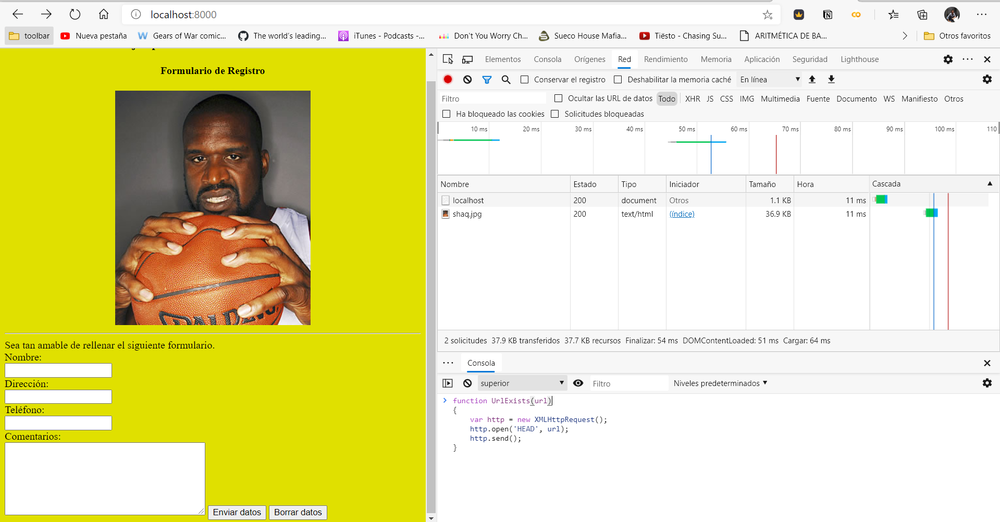 localhost:8000
toolbar
Nueva pestaña
Gears of War comic...
The world's leading...
iTunes - Podcasts -...
Don't You Worry Ch...
Sueco House Mafia...
Tiësto - Chasing Su...
ARITMÉTICA DE BA...
Otros favoritos
Formulario de Registro
SPALDING
Sea tan amable de rellenar el siguiente formulario.
Nombre:
Dirección:
Teléfono:
Comentarios:
Enviar datos Borrar datos
Elementos Consola Orígenes Red Rendimiento Memoria Aplicación Seguridad Lighthouse
Conservar el registro Deshabilitar la memoria caché En línea
Filtro Ocultar las URL de datos Todo XHR JS CSS IMG Multimedia Fuente Documento WS Manifiesto Otros
Ha bloqueado las cookies Solicitudes bloqueadas
10 ms 20 ms 30 ms 40 ms 50 ms 60 ms 70 ms 80 ms 90 ms 100 ms 110
Nombre Estado Tipo Iniciador Tamaño Hora Cascada
localhost 200 document Otros 1.1 KB 11 ms
shaq.jpg 200 text/html (índice) 36.9 KB 11 ms
2 solicitudes 37.9 KB transferidos 37.7 KB recursos Finalizar: 54 ms DOMContentLoaded: 51 ms Cargar: 64 ms
Consola
superior Filtro Niveles predeterminados
function UrlExists(url)
{
var http = new XMLHttpRequest();
http.open('HEAD', url);
http.send();
}